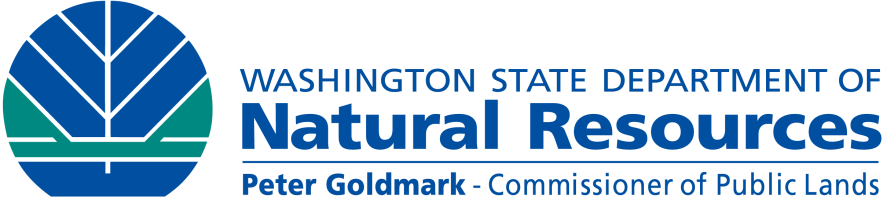 WASHINGTON STATE DEPARTMENT OF
Natural Resources
Peter Goldmark - Commissioner of Public Lands